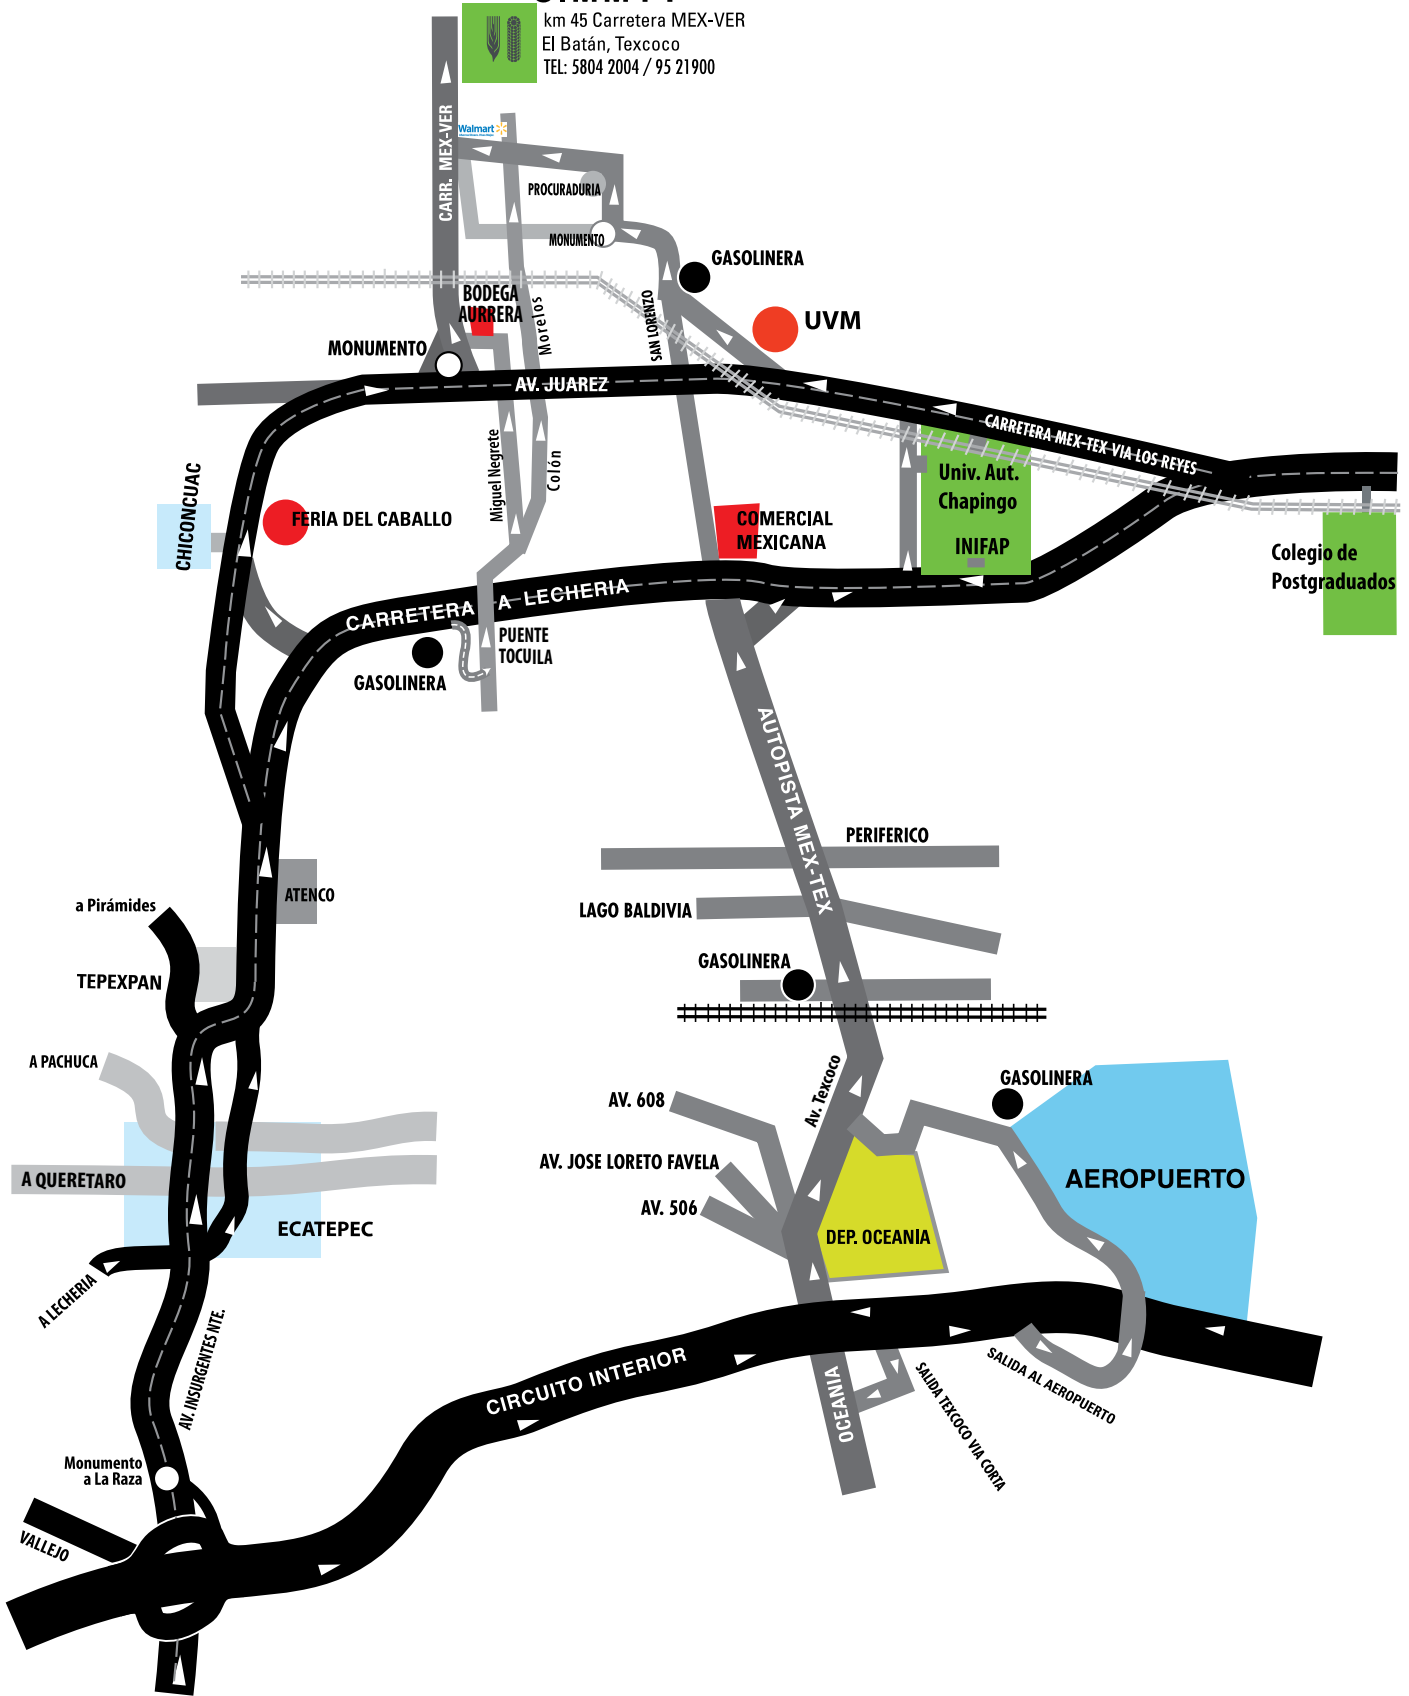 km 45 Carretera MEX-VER
El Batán, Texcoco
TEL: 5804 2004 / 95 21900
CARR. MEX-VER
Walmart
PROCURADURIA
MONUMENTO
GASOLINERA
BODEGA
AURRERA
Morelos
SAN LORENZO
UVM
MONUMENTO
AV. JUAREZ
CARRETERA MEX-TEX VIA LOS REYES
Miguel Negrete
Colón
CHICONCUAC
FERIA DEL CABALLO
COMERCIAL
MEXICANA
Univ. Aut.
Chapingo
INIFAP
Colegio de
Postgraduados
CARRETERA A LECHERIA
PUENTE
TOCUILA
GASOLINERA
AUTOPISTA MEX-TEX
PERIFERICO
LAGO BALDIVIA
GASOLINERA
ATENCO
a Pirámides
TEPEXPAN
A PACHUCA
A QUERETARO
ECATEPEC
A LECHERIA
AV. INSURGENTES NTE.
Av. Texcoco
GASOLINERA
AV. 608
AV. JOSE LORETO FAVELA
AV. 506
AEROPUERTO
DEP. OCEANIA
CIRCUITO INTERIOR
OCEANIA
SALIDA TEXCOCO VIA CORTA
SALIDA AL AEROPUERTO
Monumento
a La Raza
VALLEJO